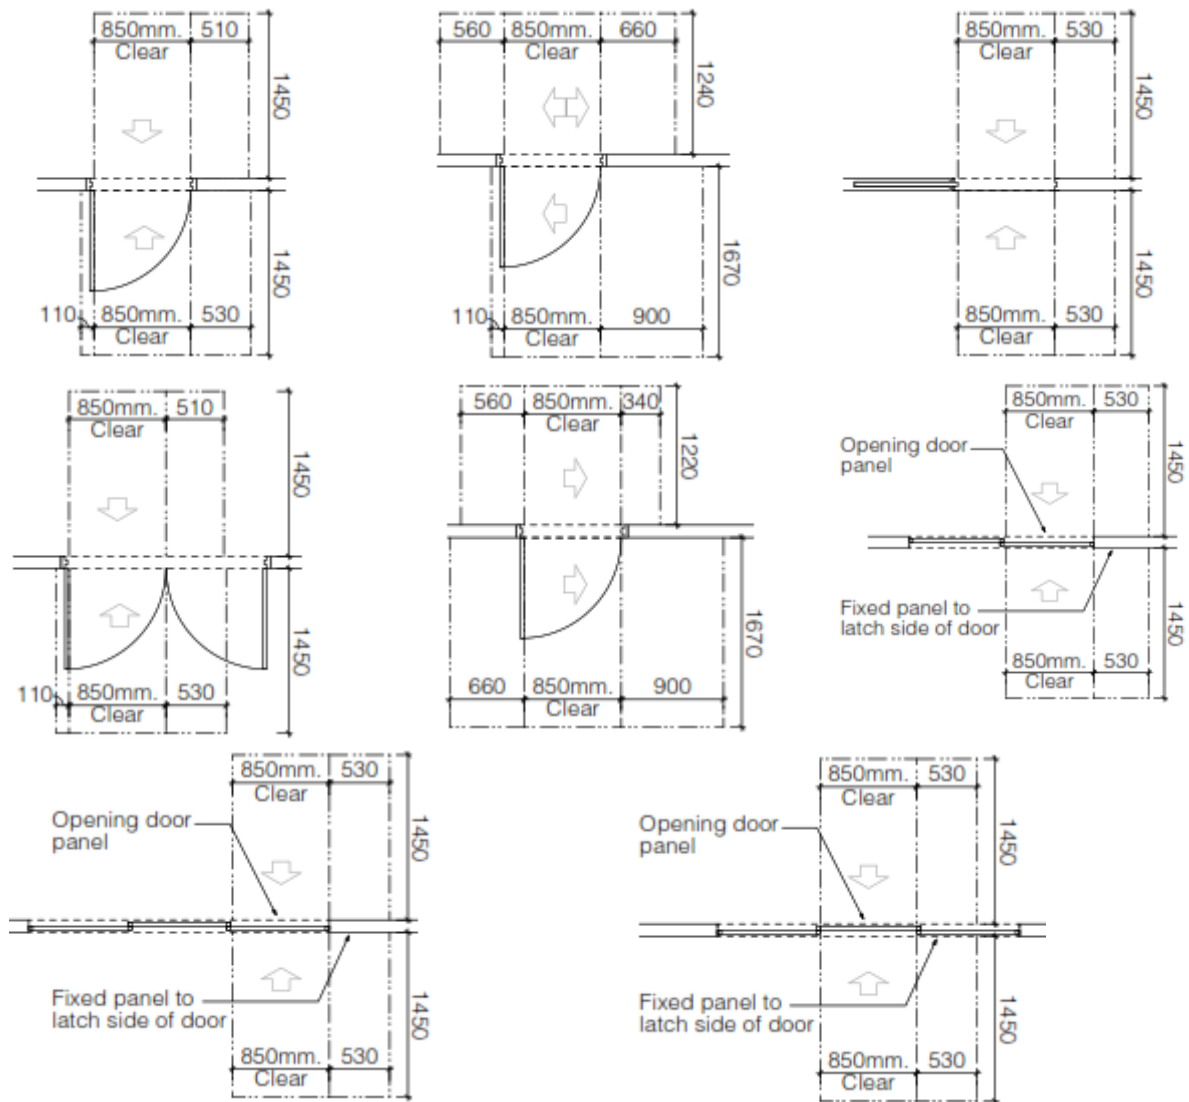 850mm. 510
Clear
1450
1450
110 850mm. 530
Clear
560 850mm. 660
Clear
1240
1670
110 850mm. 900
Clear
850mm. 530
Clear
1450
1450
850mm. 530
Clear
850mm. 510
Clear
1450
1450
110 850mm. 530
Clear
560 850mm. 340
Clear
1220
1670
660 850mm. 900
Clear
850mm. 530
Clear
1450
Opening door
panel
Fixed panel to
latch side of door
1450
850mm. 530
Clear
850mm. 530
Clear
1450
Opening door
panel
Fixed panel to
latch side of door
1450
850mm. 530
Clear
850mm. 530
Clear
1450
Opening door
panel
Fixed panel to
latch side of door
1450
850mm. 530
Clear